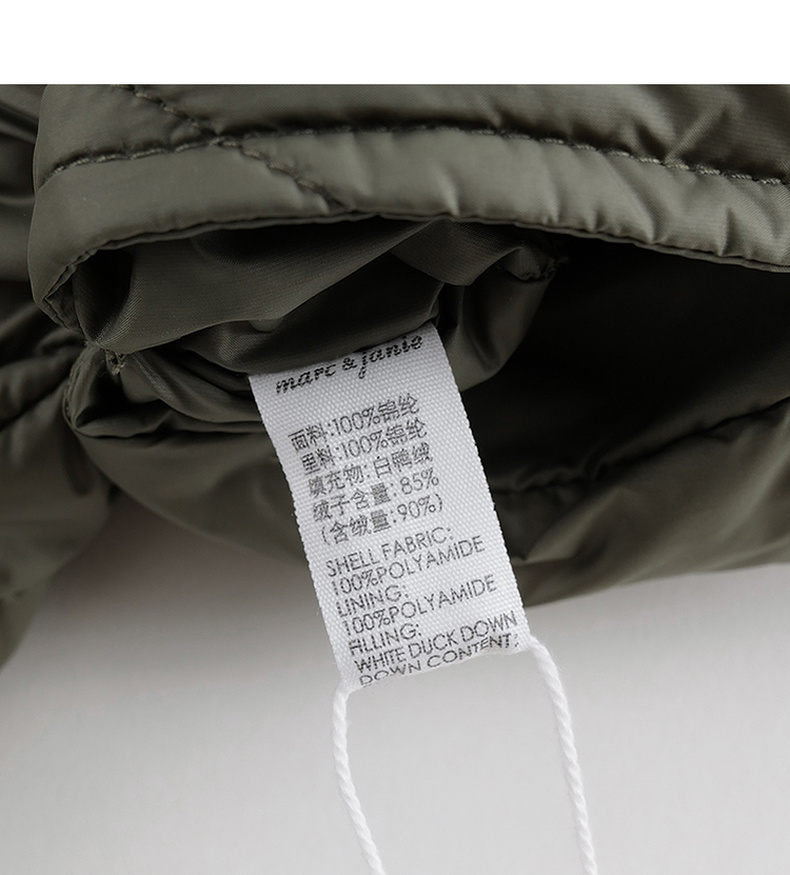 marc & janie
面料:100%锦纶
里料:100%锦纶
填充物:白鸭绒
绒子含量:85%
(含绒量:90%)
SHELL FABRIC:
100%POLYAMIDE
LINING:
100%POLYAMIDE
FILLING:
WHITE DUCK DOWN
DOWN CONTENT: